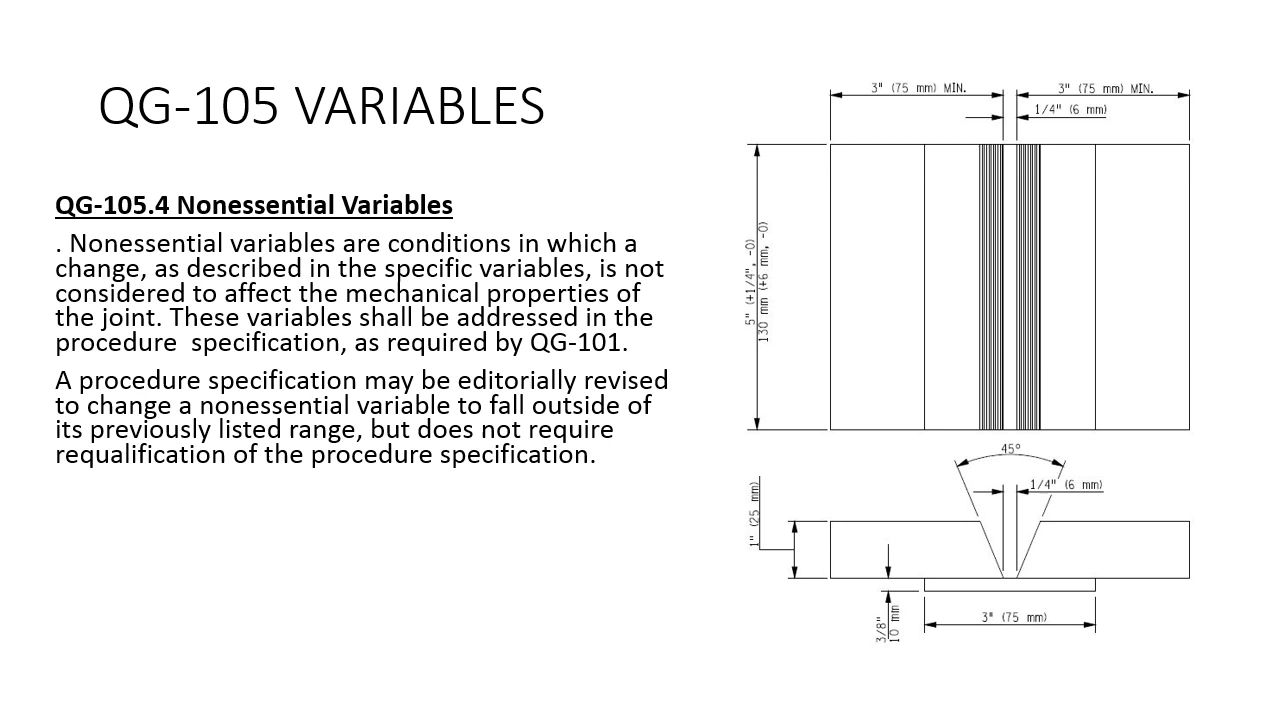 QG-105 VARIABLES
QG-105.4 Nonessential Variables
. Nonessential variables are conditions in which a
change, as described in the specific variables, is not
considered to affect the mechanical properties of
the joint. These variables shall be addressed in the
procedure  specification, as required by QG-101.
A procedure specification may be editorially revised
to change a nonessential variable to fall outside of
its previously listed range, but does not require
requalification of the procedure specification.
3" (75 mm) MIN.
3" (75 mm) MIN.
1/4" (6 mm)
5" (+1/4", -0)
130 mm (+6 mm, -0)
45°
1/4" (6 mm)
1" (25 mm)
3/8"
10 mm
3" (75 mm)